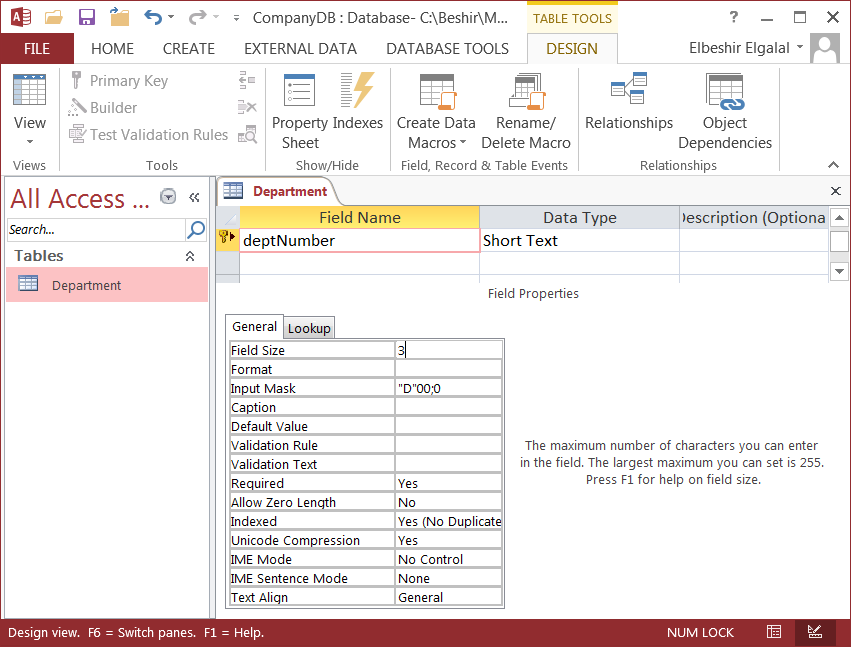 CompanyDB : Database- C:\Beshir\M...
TABLE TOOLS
?
FILE
HOME
CREATE
EXTERNAL DATA
DATABASE TOOLS
DESIGN
Elbeshir Elgalal
View
Views
Primary Key
Builder
Test Validation Rules
Tools
Property Sheet
Indexes
Show/Hide
Create Data Macros
Rename/ Delete Macro
Field, Record & Table Events
Relationships
Object Dependencies
Relationships
All Access ...
Search...
Tables
Department
Department
Field Name Data Type Description (Optiona
deptNumber Short Text
Field Properties
General Lookup
Field Size 3
Format
Input Mask "D"00;0
Caption
Default Value
Validation Rule
Validation Text
Required Yes
Allow Zero Length No
Indexed Yes (No Duplicate
Unicode Compression Yes
IME Mode No Control
IME Sentence Mode None
Text Align General
The maximum number of characters you can enter
in the field. The largest maximum you can set is 255.
Press F1 for help on field size.
Design view. F6 = Switch panes. F1 = Help.
NUM LOCK